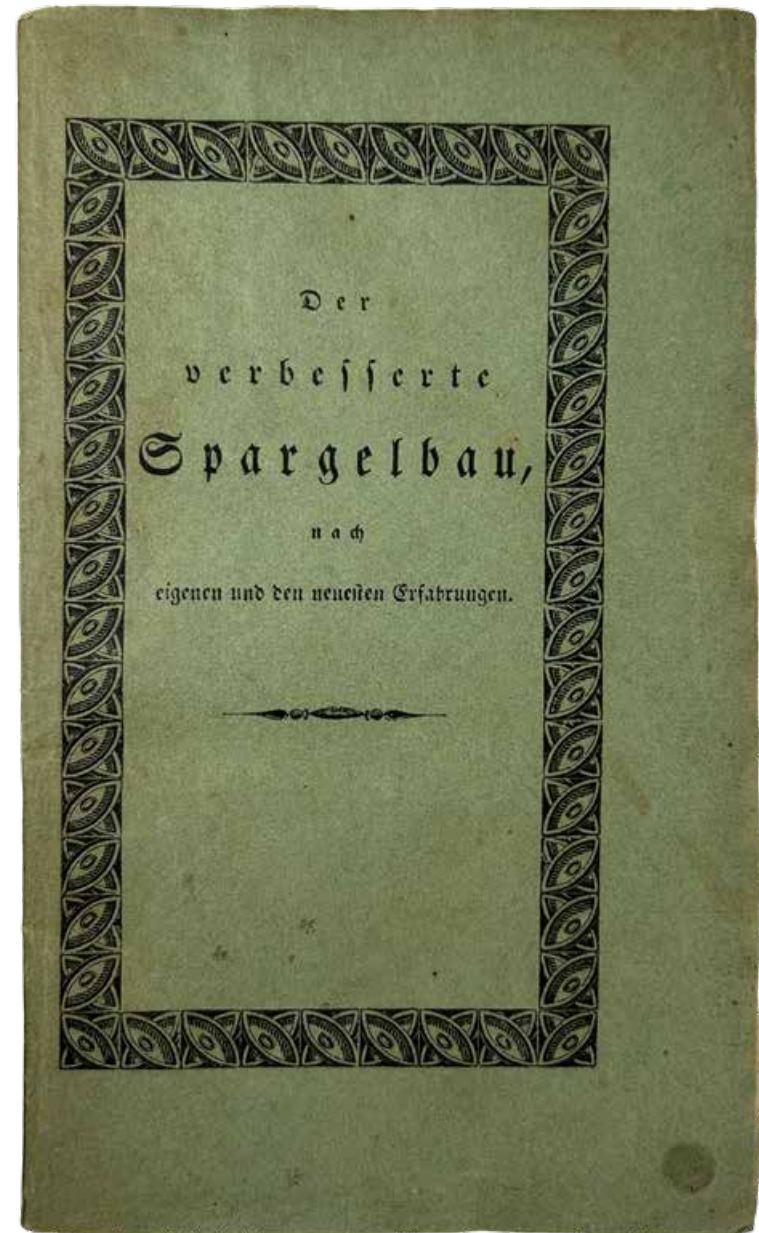 Der
verbesserte
Spargelbau,
nach
eigenen und den neuesten Erfahrungen.